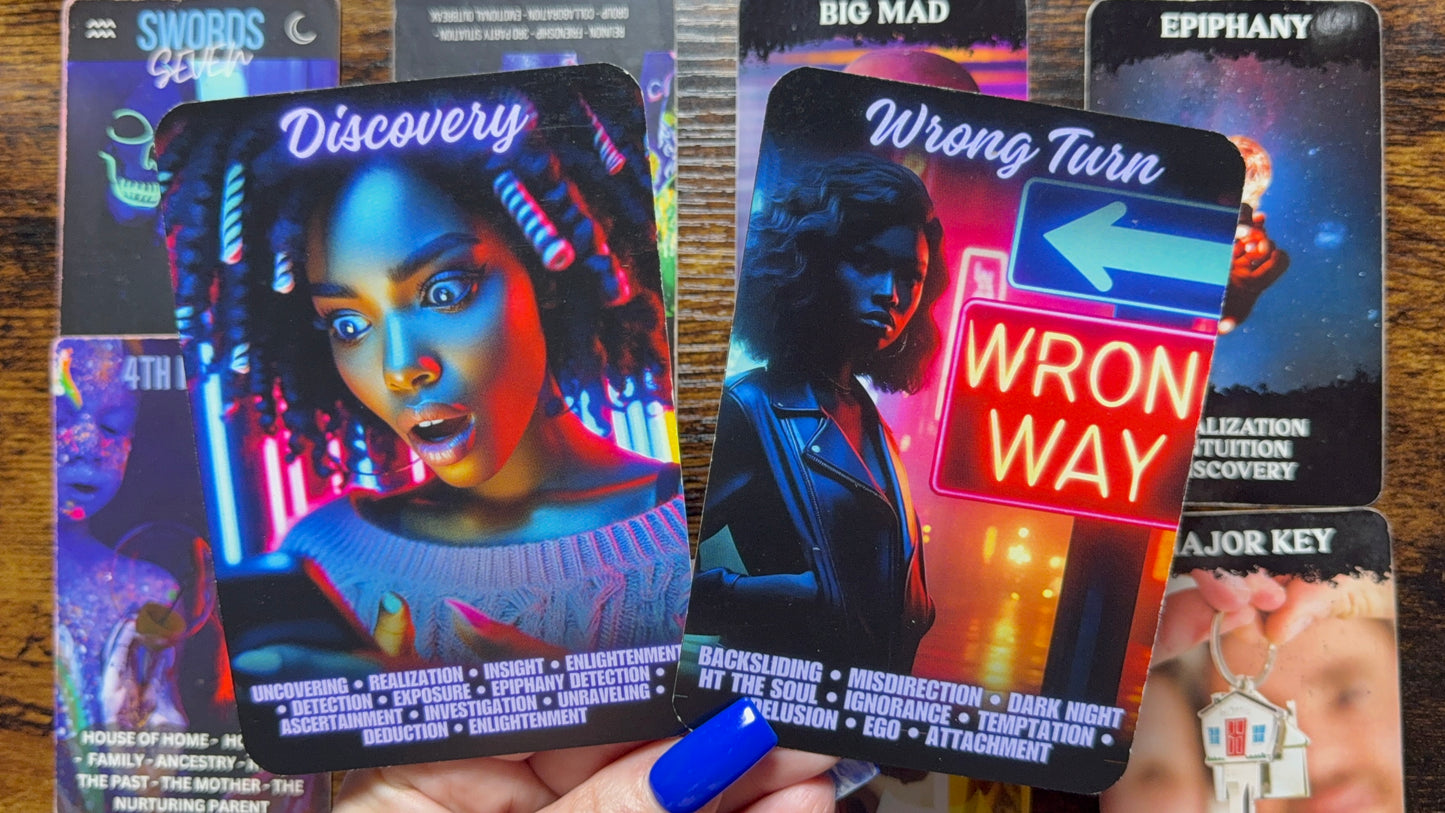 SWORDS
SEVEN
REUNION - FRIENDSHIP - 3RD PARTY SITUATION -
GROUP - COLLABORATION - EMOTIONAL OUTBREAK
BIG MAD
EPIPHANY
Discovery
UNCOVERING • REALIZATION • INSIGHT • ENLIGHTENMENT
• DETECTION • EXPOSURE • EPIPHANY DETECTION •
ASCERTAINMENT • INVESTIGATION • UNRAVELING •
DEDUCTION • ENLIGHTENMENT
Wrong Turn
WRON
WAY
BACKSLIDING • MISDIRECTION • DARK NIGHT
HT THE SOUL • IGNORANCE • TEMPTATION •
DELUSION • EGO • ATTACHMENT
ALIZATION
NTUITION
ISCOVERY
4TH
HOUSE OF HOME - HO
- FAMILY - ANCESTRY -
THE PAST - THE MOTHER - THE
NURTURING PARENT
AJOR KEY